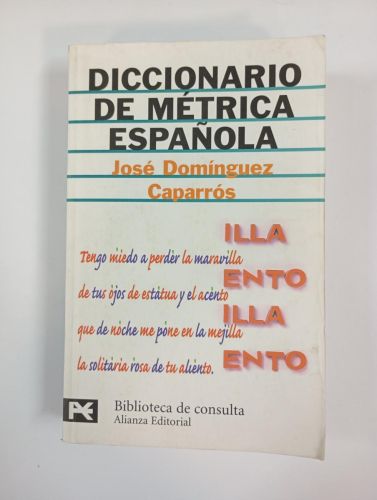 DICCIONARIO
DE MÉTRICA
ESPAÑOLA
José Domínguez
Caparrós
ILLA
Tengo miedo a perder la maravilla
ENTO
de tus ojos de estatua y el acento
ILLA
que de noche me pone en la mejilla
ENTO
la solitaria rosa de tu aliento.
Biblioteca de consulta
Alianza Editorial